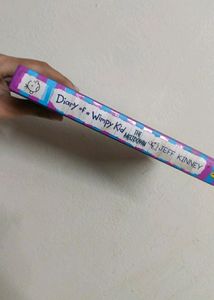 Diary of a Wimpy Kid
THE
MELTDOWN
JEFF KINNEY